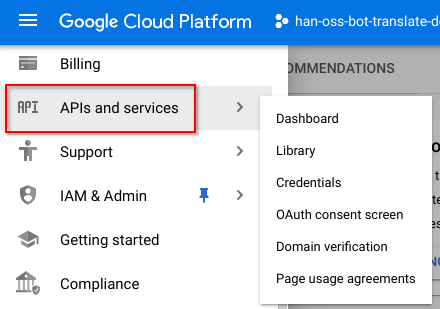 Google Cloud Platform
han-oss-bot-translate-de
Billing
OMMENDATIONS
API APIs and services
Dashboard
Support
Library
Credentials
IAM & Admin
OAuth consent screen
Getting started
Domain verification
Compliance
Page usage agreements